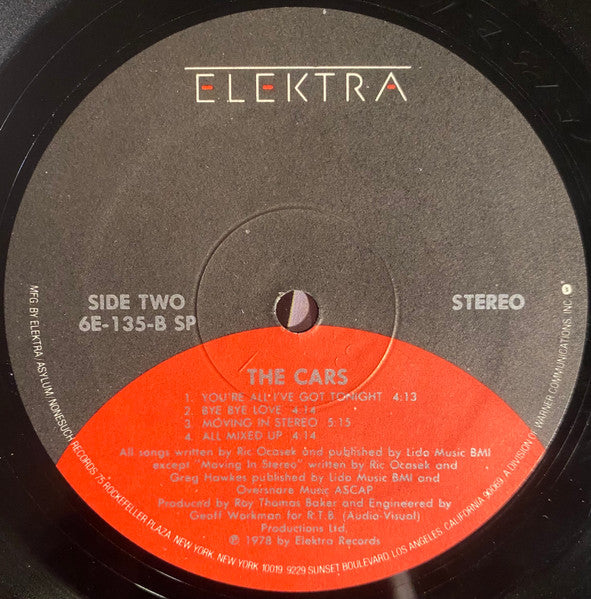 ELEKTRA
SIDE TWO
6E-135-B SP
STEREO
THE CARS
1. YOU'RE ALL I'VE GOT TONIGHT 4:13
2. BYE BYE LOVE 4:14
3. MOVING IN STEREO 5:15
4. ALL MIXED UP 4:14
All songs written by Ric Ocasek and published by Lido Music BMI
except "Moving In Stereo" written by Ric Ocasek and
Greg Hawkes published by Lido Music BMI and
Oversnare Music ASCAP
Produced by Roy Thomas Baker and Engineered by
Geoff Workman for R.T.B. (Audio-Visual)
Productions Ltd.
℗ 1978 by Elektra Records
MFG. BY ELEKTRA/ASYLUM/NONESUCH RECORDS, 75 ROCKEFELLER PLAZA, NEW YORK, NEW YORK 10019 9229 SUNSET BOULEVARD, LOS ANGELES, CALIFORNIA 90069 A DIVISION OF WARNER COMMUNICATIONS, INC.